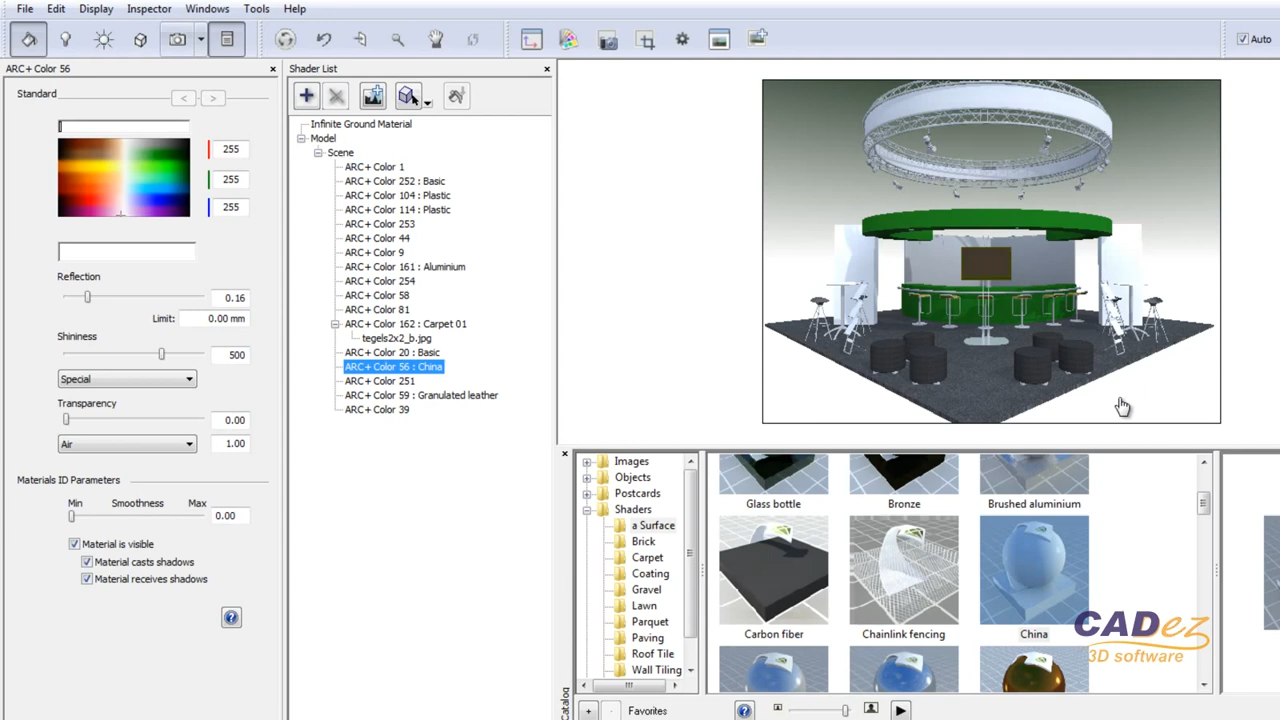 File Edit Display Inspector Windows Tools Help
Auto
ARC+ Color 56
Standard
< >
255
255
255
Reflection
0.16
Limit: 0.00 mm
Shininess
500
Special
Transparency
0.00
Air 1.00
Materials ID Parameters
Min Smoothness Max
0.00
Material is visible
Material casts shadows
Material receives shadows
Shader List
Infinite Ground Material
Model
Scene
ARC+ Color 1
ARC+ Color 252 : Basic
ARC+ Color 104 : Plastic
ARC+ Color 114 : Plastic
ARC+ Color 253
ARC+ Color 44
ARC+ Color 9
ARC+ Color 161 : Aluminium
ARC+ Color 254
ARC+ Color 58
ARC+ Color 81
ARC+ Color 162 : Carpet 01
tegels2x2_b.jpg
ARC+ Color 20 : Basic
ARC+ Color 56 : China
ARC+ Color 251
ARC+ Color 59 : Granulated leather
ARC+ Color 39
Catalog
Images
Objects
Postcards
Shaders
a Surface
Brick
Carpet
Coating
Gravel
Lawn
Parquet
Paving
Roof Tile
Wall Tiling
Glass bottle Bronze Brushed aluminium
Carbon fiber Chainlink fencing China
CADez
3D software
+ - Favorites